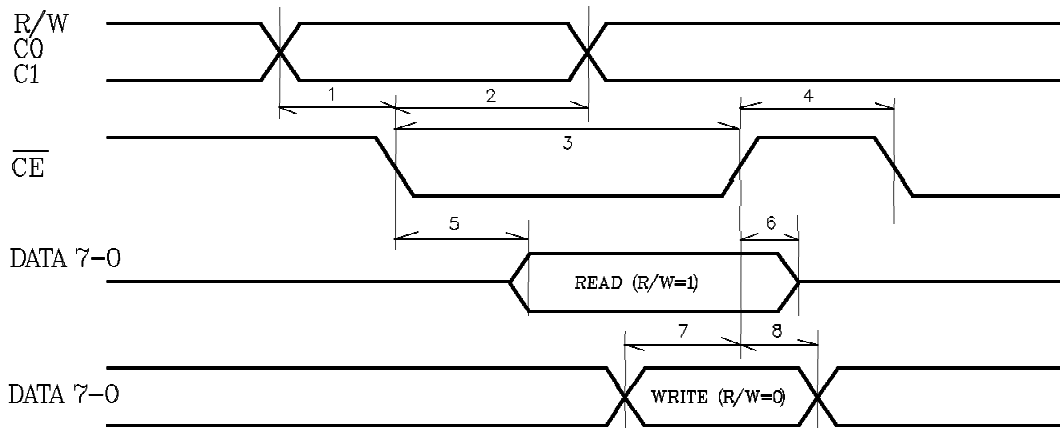 R/W
C0
C1
1
2
3
4
CE
5
6
DATA 7-0
READ (R/W=1)
7
8
DATA 7-0
WRITE (R/W=0)